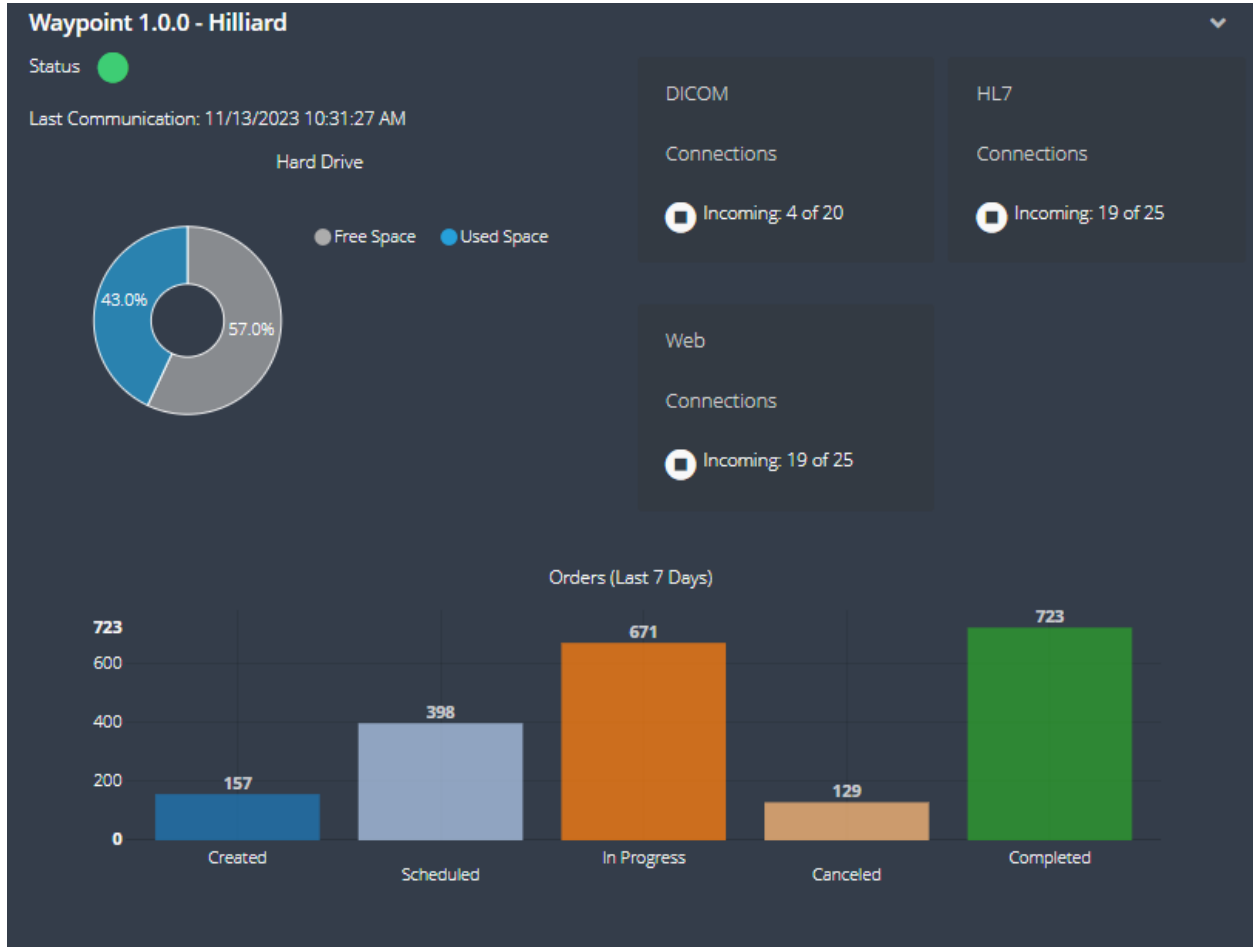 Waypoint 1.0.0 - Hilliard
Status
Last Communication: 11/13/2023 10:31:27 AM
Hard Drive
Free Space Used Space
43.0%
57.0%
DICOM
Connections
Incoming: 4 of 20
HL7
Connections
Incoming: 19 of 25
Web
Connections
Incoming: 19 of 25
Orders (Last 7 Days)
723
600
400
200
0
157
398
671
129
723
Created
Scheduled
In Progress
Canceled
Completed